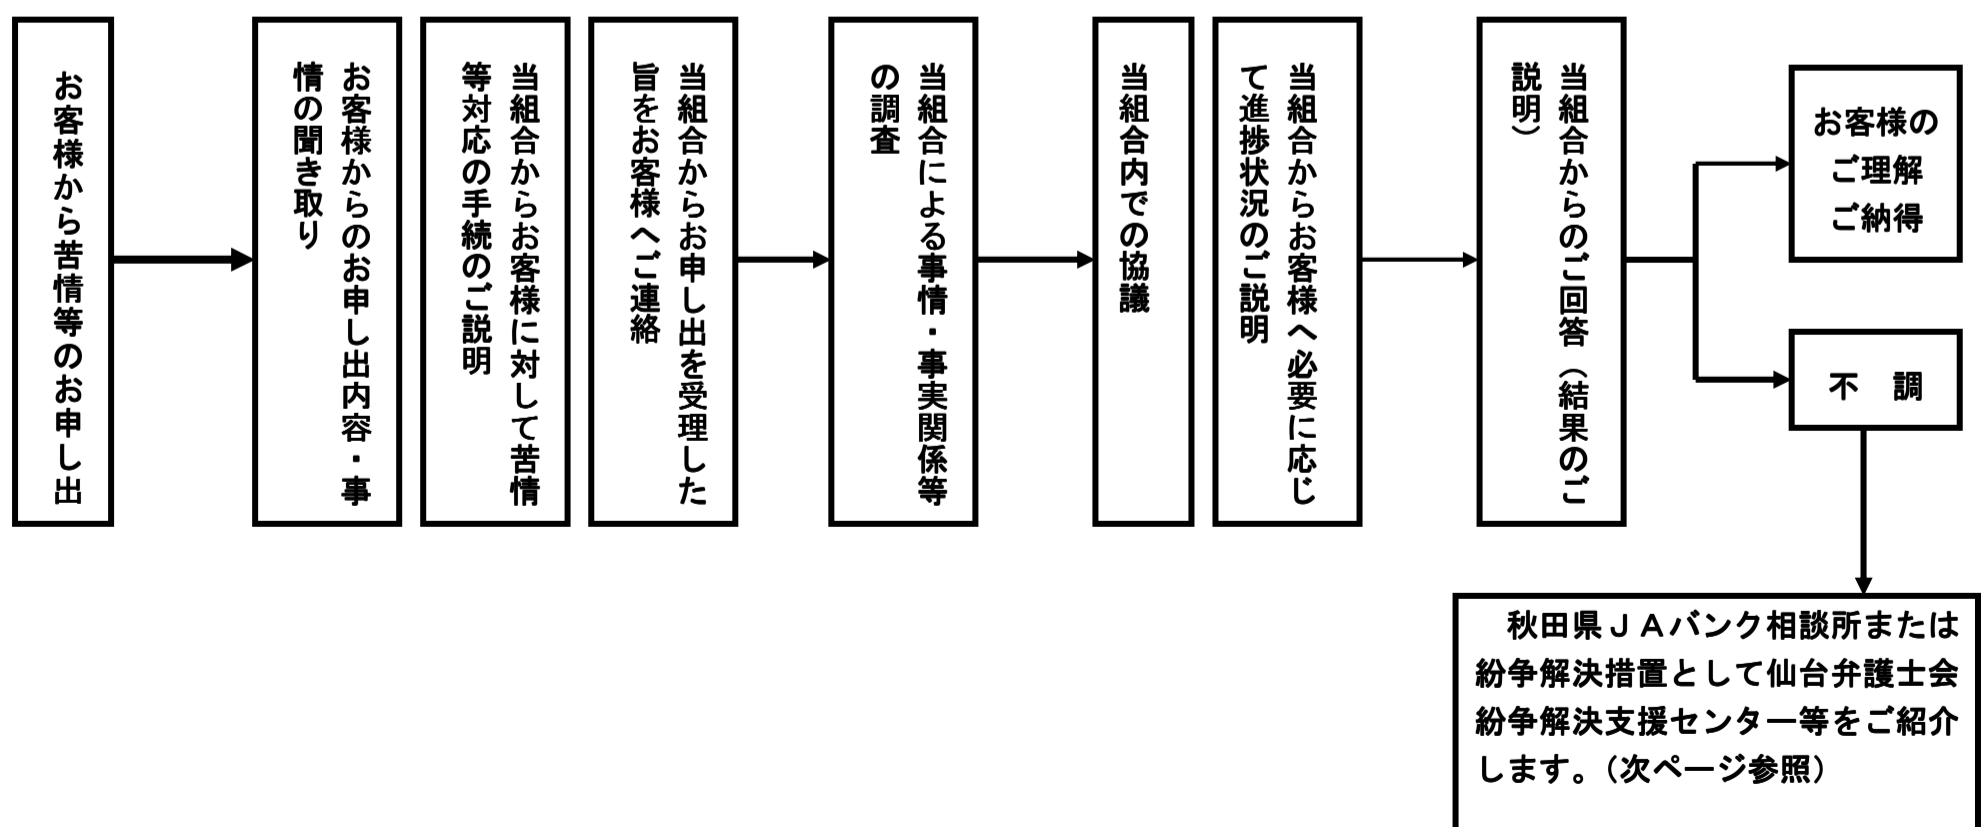 お客様から苦情等のお申し出
お客様からのお申し出内容・事
情の聞き取り
当組合からお客様に対して苦情
等対応の手続のご説明
当組合からお申し出を受理した
旨をお客様へご連絡
当組合による事情・事実関係等
の調査
当組合内での協議
当組合からお客様へ必要に応じ
て進捗状況のご説明
当組合からのご回答（結果のご
説明）
お客様の
ご理解
ご納得
不　調
秋田県ＪＡバンク相談所または
紛争解決措置として仙台弁護士会
紛争解決支援センター等をご紹介
します。（次ページ参照）